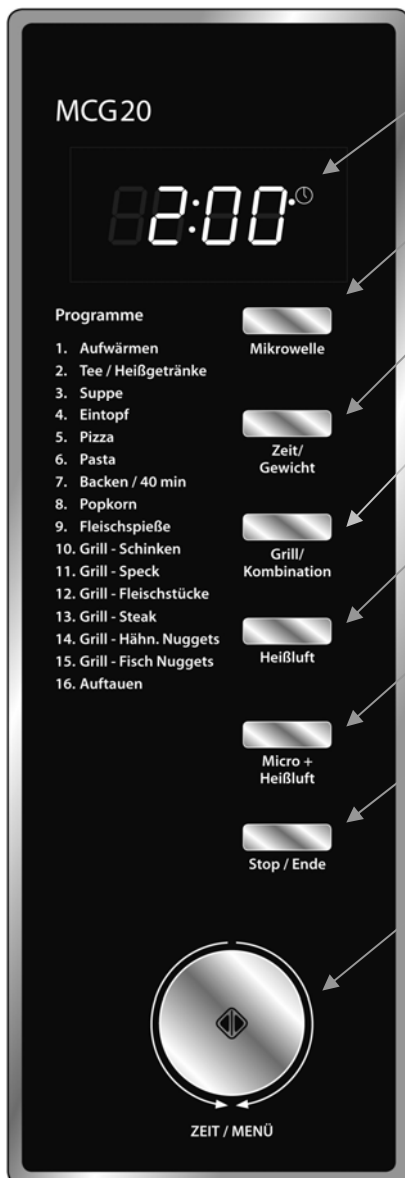 MCG20
2:00
Programme
1. Aufwärmen
2. Tee / Heißgetränke
3. Suppe
4. Eintopf
5. Pizza
6. Pasta
7. Backen / 40 min
8. Popkorn
9. Fleischspieße
10. Grill - Schinken
11. Grill - Speck
12. Grill - Fleischstücke
13. Grill - Steak
14. Grill - Hähn. Nuggets
15. Grill - Fisch Nuggets
16. Auftauen
Mikrowelle
Zeit/
Gewicht
Grill/
Kombination
Heißluft
Micro +
Heißluft
Stop / Ende
ZEIT / MENÜ